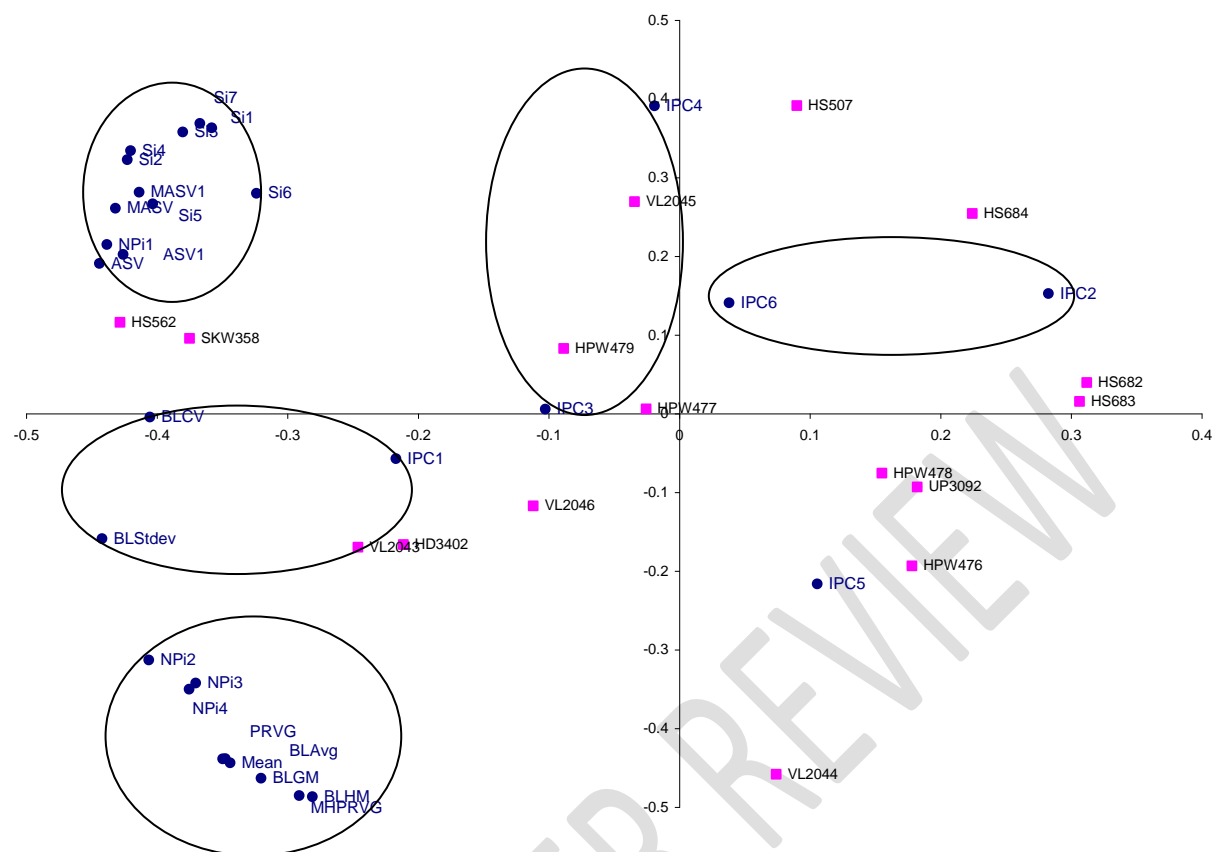 0.5
Si7
0.4
IPC4
HS507
Si1
Si3
Si4
Si2
0.3
MASV1
Si6
VL2045
MASV
Si5
HS684
0.2
NPi1
ASV1
ASV
IPC6
IPC2
HS562
SKW358
0.1
HPW479
HS682
HS683
BLCV
IPC3
HPW477
0
-0.5
-0.4
-0.3
-0.2
-0.1
0
0.1
0.2
0.3
0.4
IPC1
HPW478
UP3092
-0.1
VL2046
BLStdev
VL2043
HD3402
HPW476
-0.2
IPC5
-0.3
NPi2
NPi3
NPi4
-0.4
PRVG
BLAvg
Mean
BLGM
VL2044
BLHM
MHPRVG
-0.5
ER REVIEW